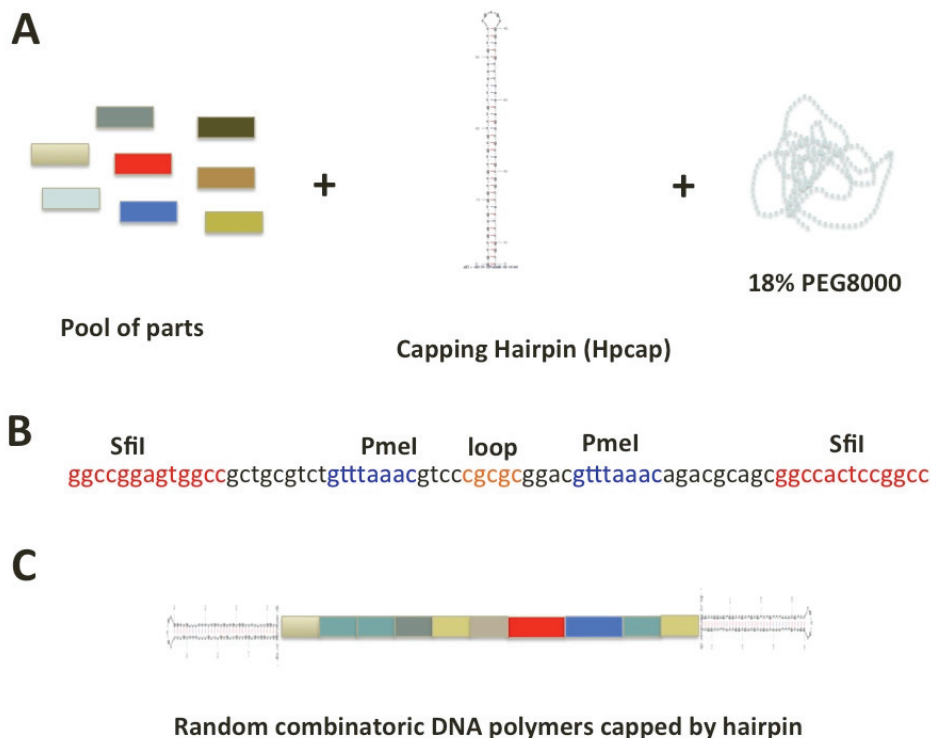 A
+
+
18% PEG8000
Pool of parts
Capping Hairpin (Hpcap)
B
SfiI PmeI loop PmeI SfiI
ggccggagtggccgctgcgtctgtttaaacgtcccgcgcggacgtttaaacagacgcagcggccactccggcc
C
Random combinatoric DNA polymers capped by hairpin